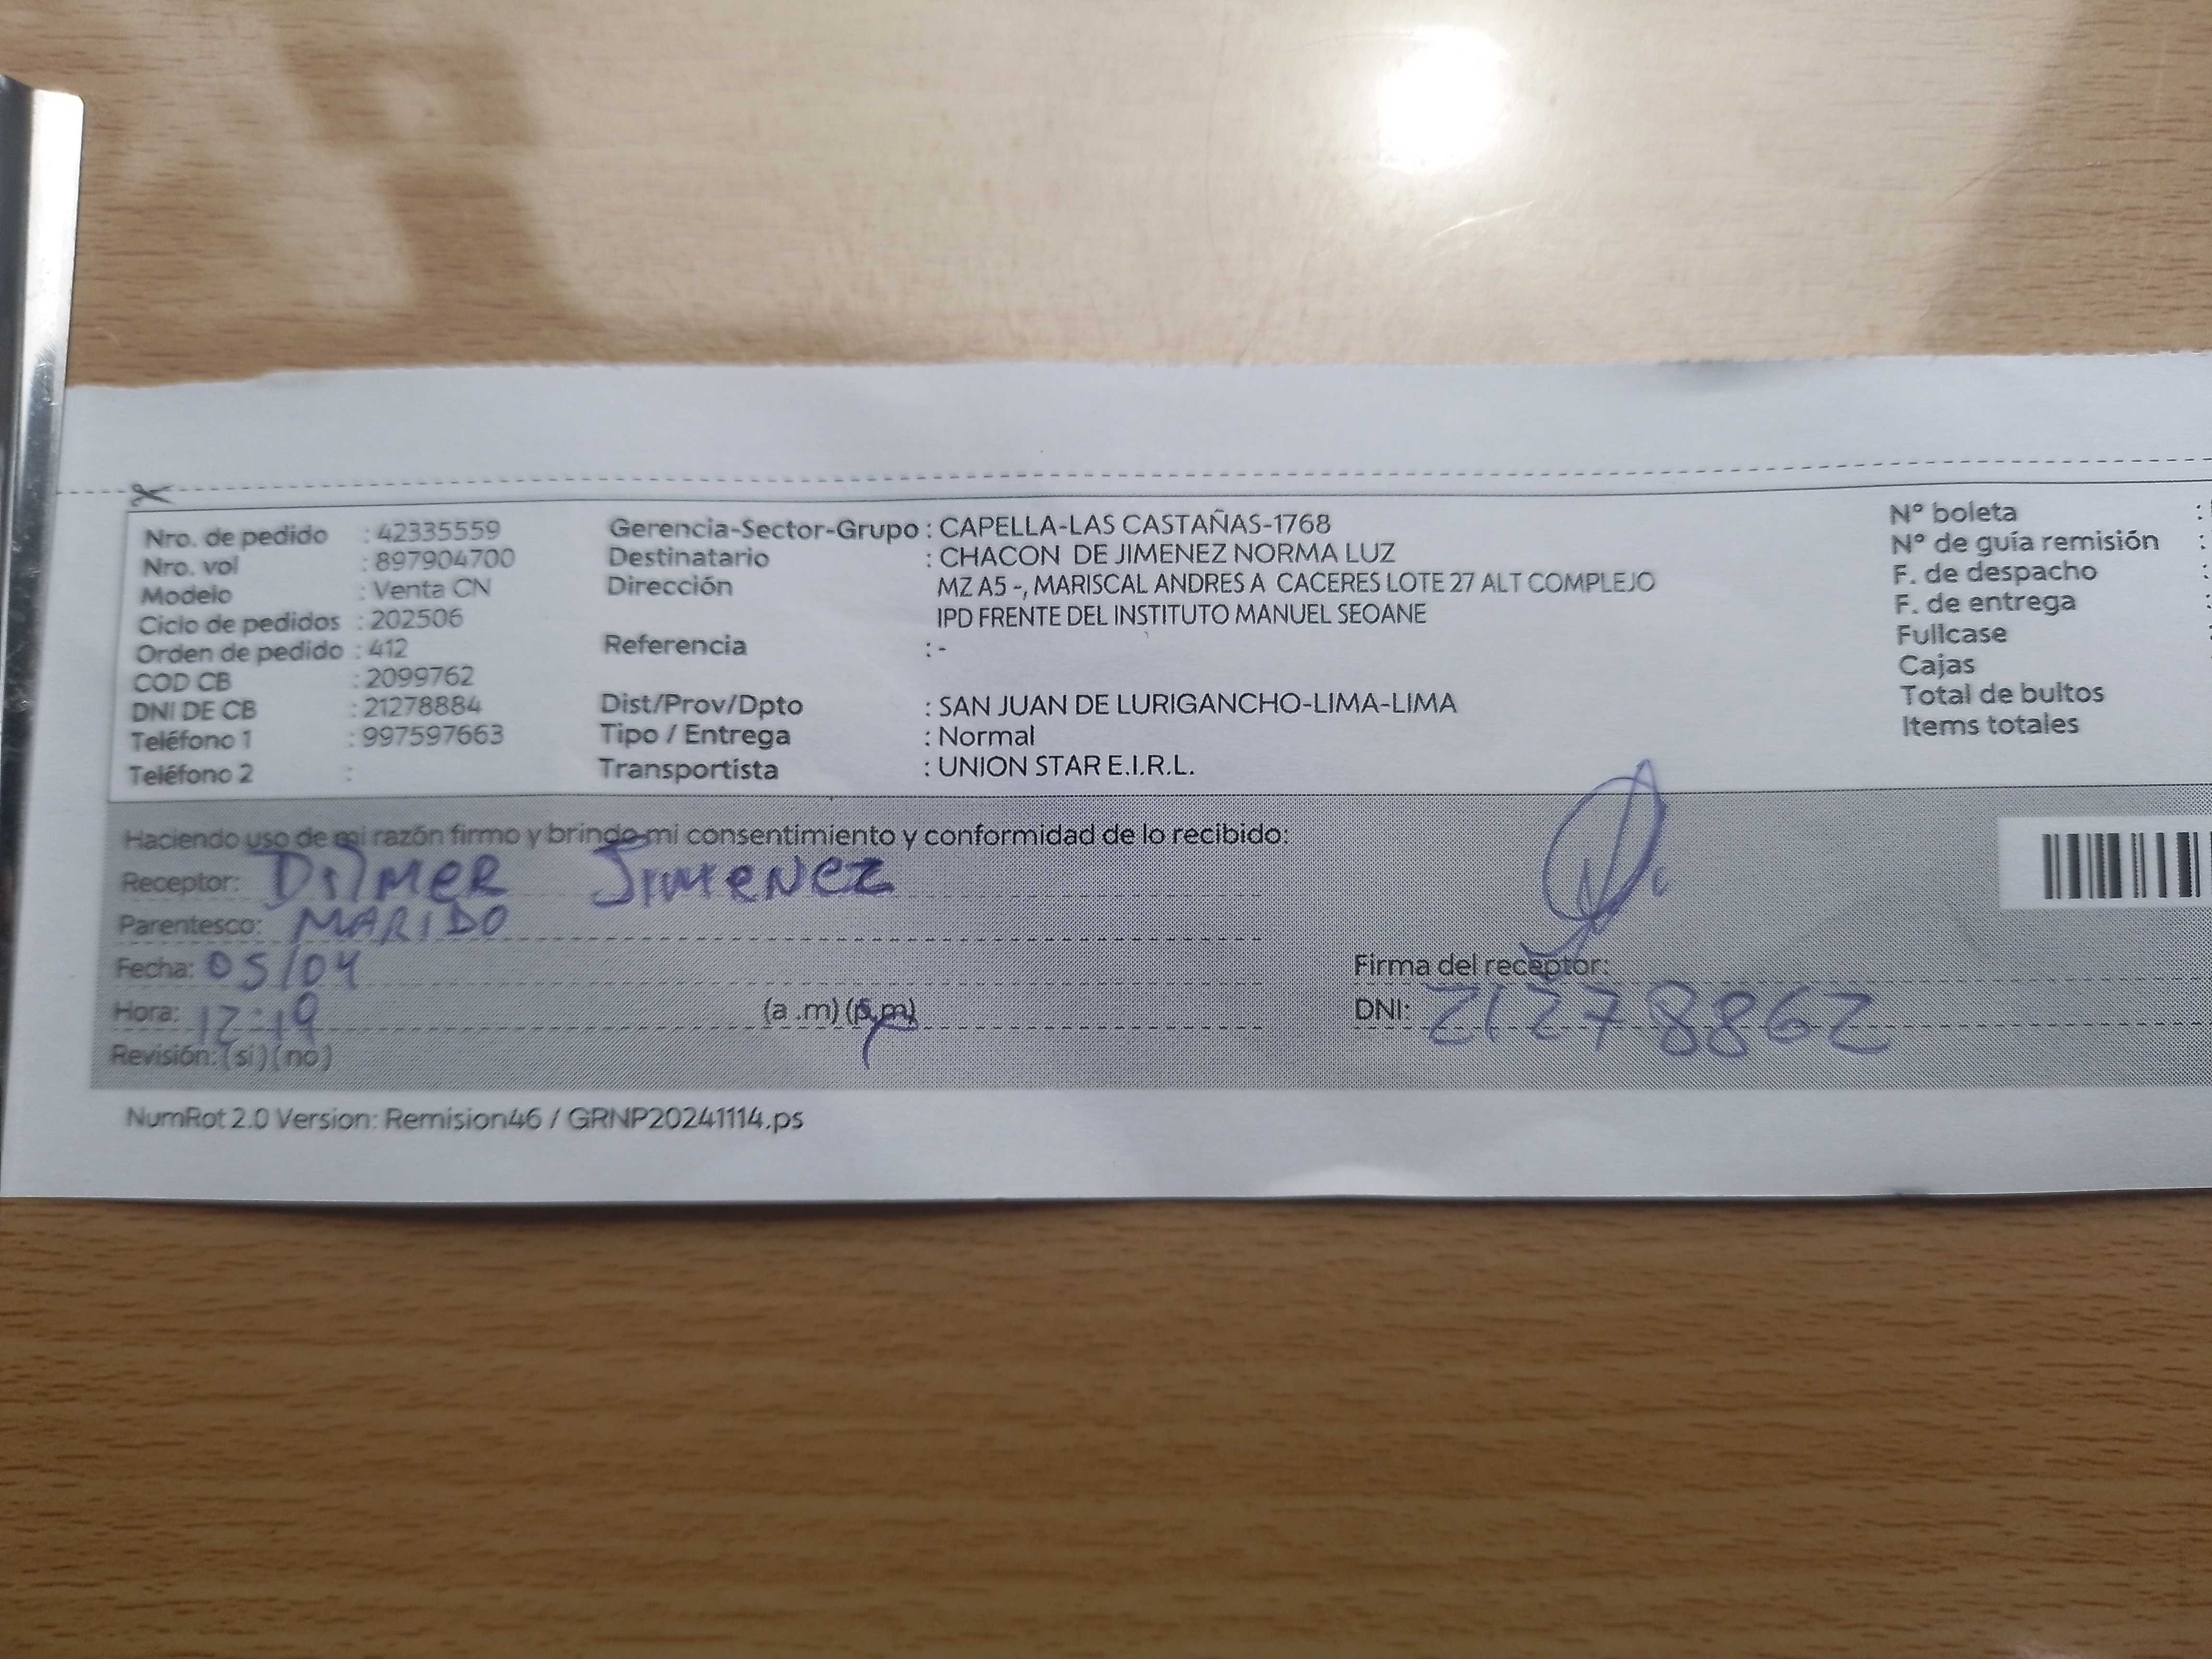 Nro. de pedido : 42335559
Nro. vol : 897904700
Modelo : Venta CN
Ciclo de pedidos : 202506
Orden de pedido : 412
COD CB : 2099762
DNI DE CB : 21278884
Teléfono 1 : 997597663
Teléfono 2 :
Gerencia-Sector-Grupo : CAPELLA-LAS CASTAÑAS-1768
Destinatario : CHACON DE JIMENEZ NORMA LUZ
Dirección MZ A5 -, MARISCAL ANDRES A CACERES LOTE 27 ALT COMPLEJO
IPD FRENTE DEL INSTITUTO MANUEL SEOANE
Referencia : -
Dist/Prov/Dpto : SAN JUAN DE LURIGANCHO-LIMA-LIMA
Tipo / Entrega : Normal
Transportista : UNION STAR E.I.R.L.
N° boleta :
N° de guía remisión :
F. de despacho :
F. de entrega :
Fullcase
Cajas
Total de bultos
Items totales
Haciendo uso de mi razón firmo y brindo mi consentimiento y conformidad de lo recibido:
Receptor: DilMER JIMENEZ
Parentesco: MARIDO
Fecha: 05/04
Hora: 12:19 (a .m) (p.m)
Revisión: (si) (no)
Firma del receptor:
DNI: 21278862
NumRot 2.0 Version: Remision46 / GRNP20241114.ps